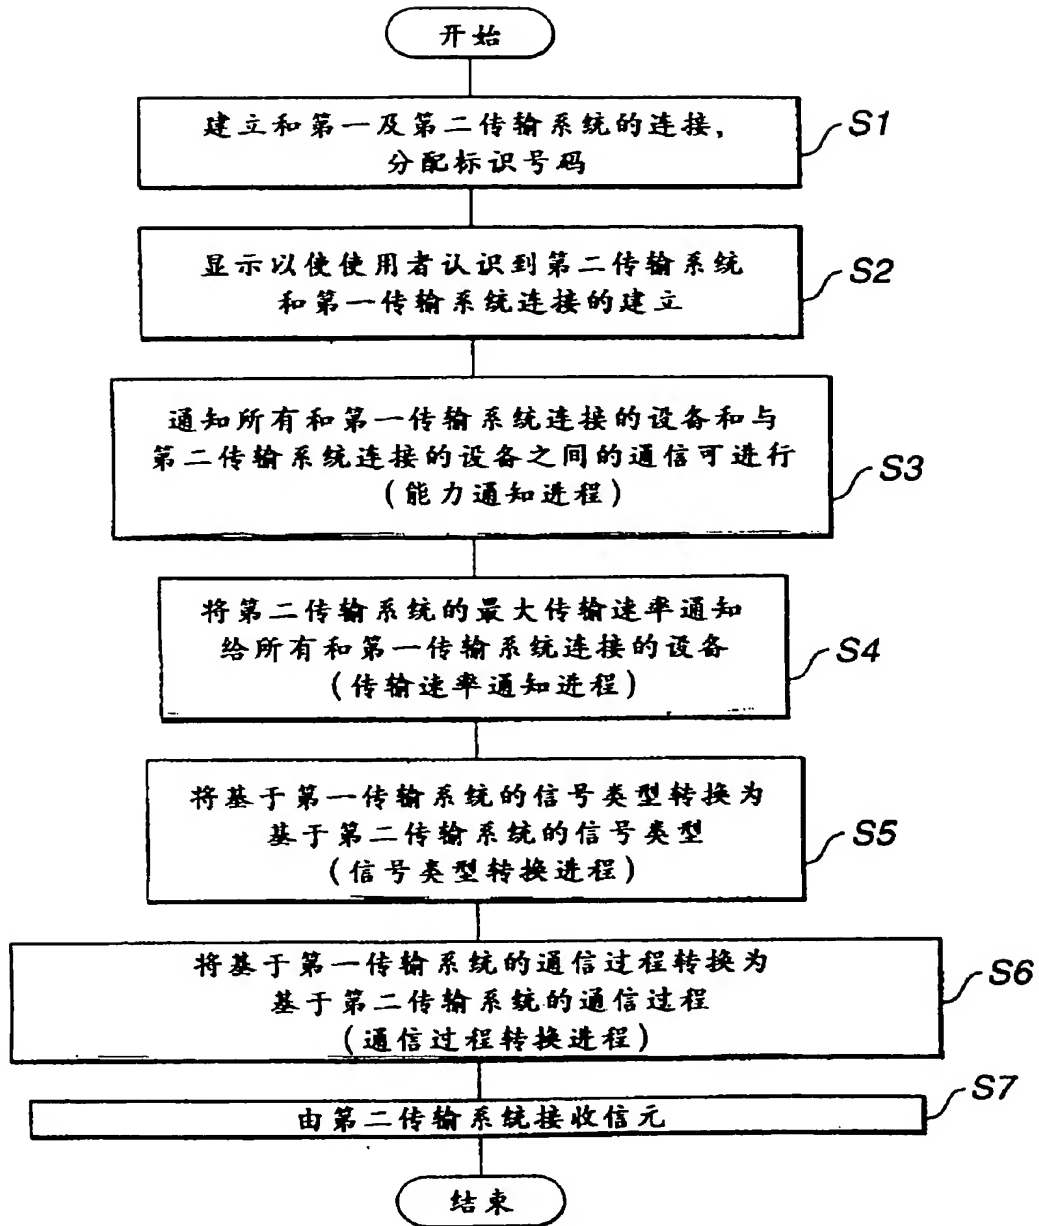 开始
建立和第一及第二传输系统的连接，
分配标识号码
S1
显示以使使用者认识到第二传输系统
和第一传输系统连接的建立
S2
通知所有和第一传输系统连接的设备和与
第二传输系统连接的设备之间的通信可进行
(能力通知进程)
S3
将第二传输系统的最大传输速率通知
给所有和第一传输系统连接的设备
(传输速率通知进程)
S4
将基于第一传输系统的信号类型转换为
基于第二传输系统的信号类型
(信号类型转换进程)
S5
将基于第一传输系统的通信过程转换为
基于第二传输系统的通信过程
(通信过程转换进程)
S6
由第二传输系统接收信元
S7
结束